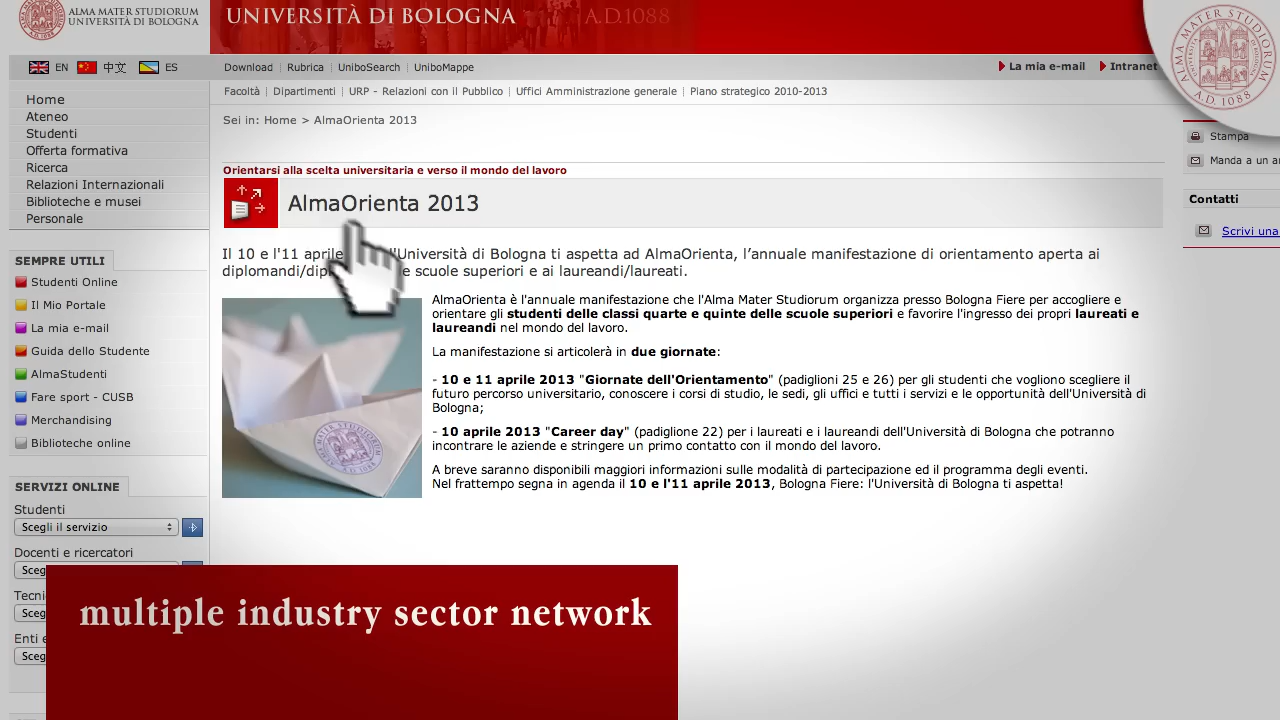 ALMA MATER STUDIORUM
UNIVERSITÀ DI BOLOGNA
UNIVERSITÀ DI BOLOGNA A.D. 1088
EN 中文 ES
Download Rubrica UniboSearch UniboMappe
La mia e-mail Intranet
Facoltà Dipartimenti URP - Relazioni con il Pubblico Uffici Amministrazione generale Piano strategico 2010-2013
Sei in: Home > AlmaOrienta 2013
Home
Ateneo
Studenti
Offerta formativa
Ricerca
Relazioni Internazionali
Biblioteche e musei
Personale
SEMPRE UTILI
Studenti Online
Il Mio Portale
La mia e-mail
Guida dello Studente
AlmaStudenti
Fare sport - CUSB
Merchandising
Biblioteche online
SERVIZI ONLINE
Studenti
Scegli il servizio
Docenti e ricercatori
Orientarsi alla scelta universitaria e verso il mondo del lavoro
AlmaOrienta 2013
Il 10 e l'11 aprile l'Università di Bologna ti aspetta ad AlmaOrienta, l'annuale manifestazione di orientamento aperta ai
diplomandi/ e scuole superiori e ai laureandi/laureati.
AlmaOrienta è l'annuale manifestazione che l'Alma Mater Studiorum organizza presso Bologna Fiere per accogliere e
orientare gli studenti delle classi quarte e quinte delle scuole superiori e favorire l'ingresso dei propri laureati e
laureandi nel mondo del lavoro.
La manifestazione si articolerà in due giornate:
- 10 e 11 aprile 2013 "Giornate dell'Orientamento" (padiglioni 25 e 26) per gli studenti che vogliono scegliere il
futuro percorso universitario, conoscere i corsi di studio, le sedi, gli uffici e tutti i servizi e le opportunità dell'Università di
Bologna;
- 10 aprile 2013 "Career day" (padiglione 22) per i laureati e i laureandi dell'Università di Bologna che potranno
incontrare le aziende e stringere un primo contatto con il mondo del lavoro.
A breve saranno disponibili maggiori informazioni sulle modalità di partecipazione ed il programma degli eventi.
Nel frattempo segna in agenda il 10 e l'11 aprile 2013, Bologna Fiere: l'Università di Bologna ti aspetta!
ALMA MATER STUDIORUM
A.D. 1088
Stampa
Manda a un
Contatti
Scrivi una
multiple industry sector network